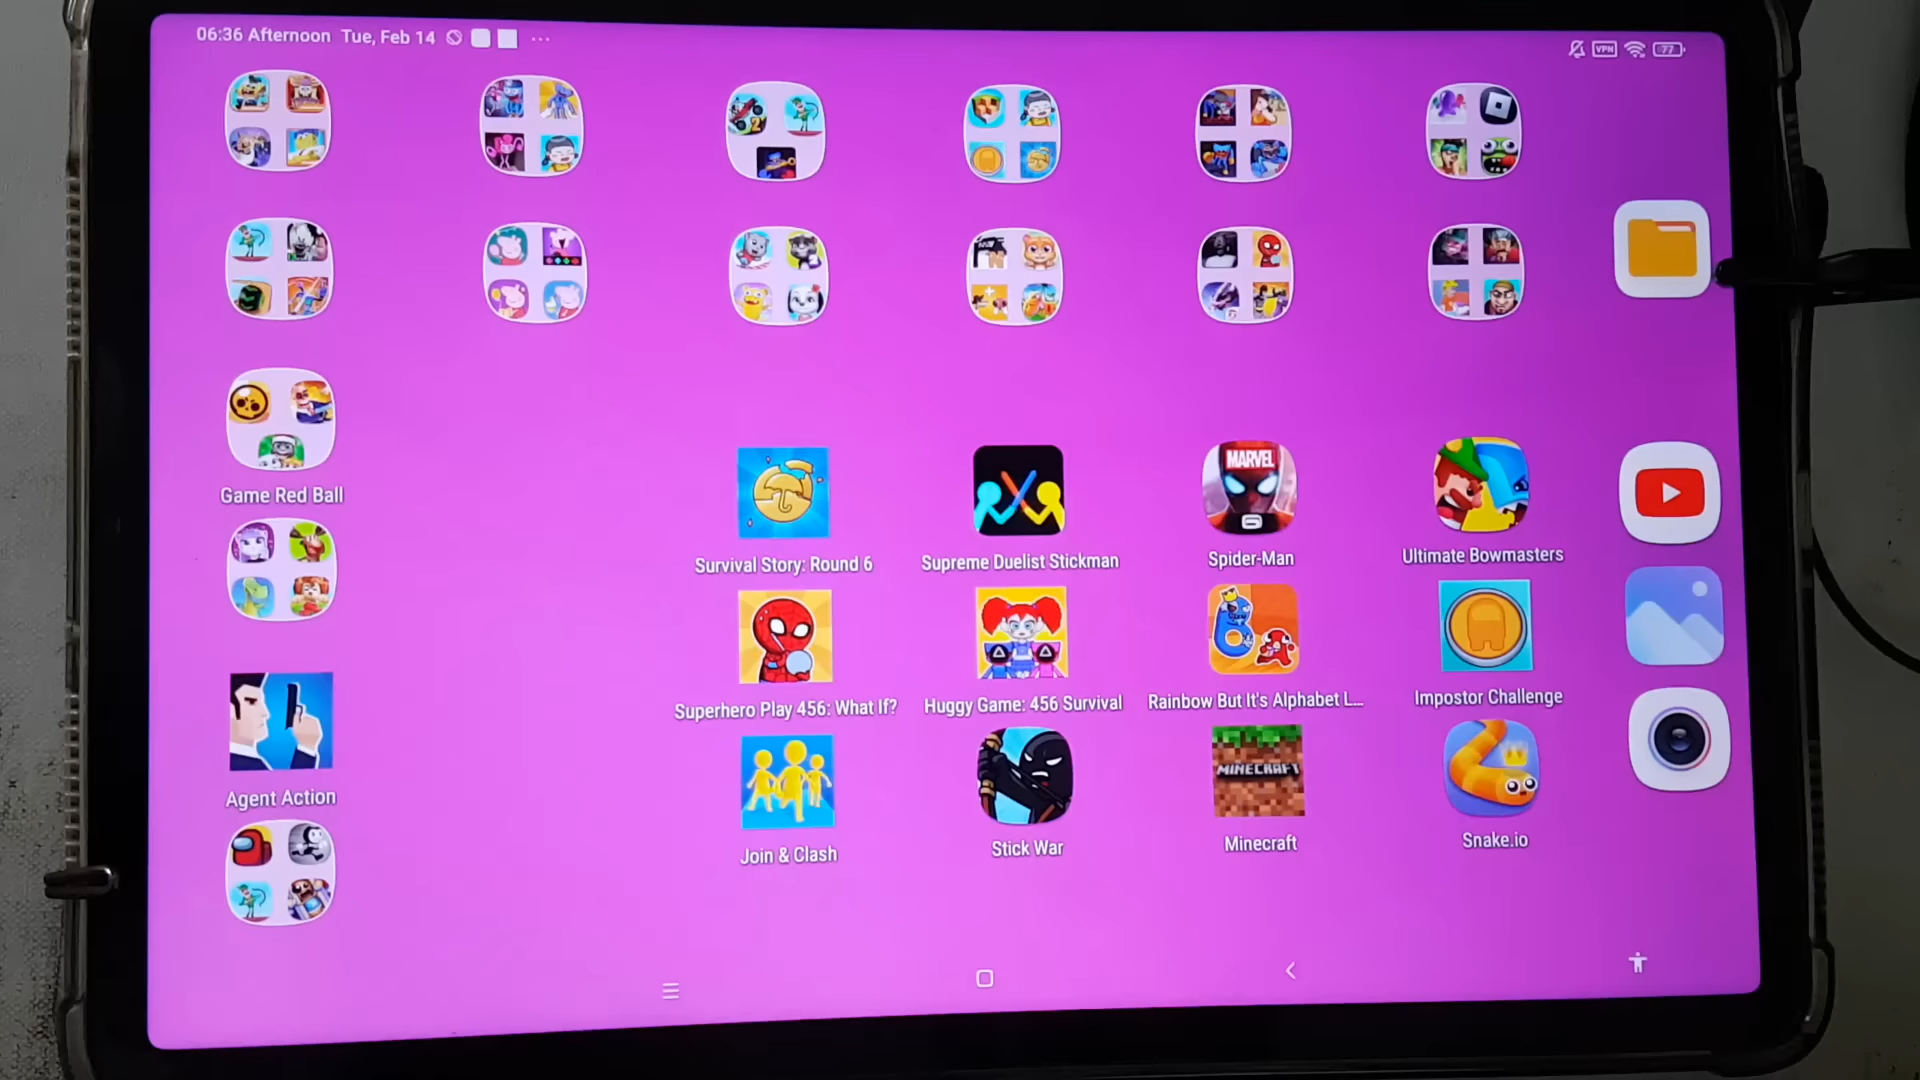 06:36 Afternoon Tue, Feb 14
VPN
77
2
Game Red Ball
MARVEL
Survival Story: Round 6
Supreme Duelist Stickman
Spider-Man
Ultimate Bowmasters
Superhero Play 456: What If?
Huggy Game: 456 Survival
Rainbow But It's Alphabet L...
Impostor Challenge
Agent Action
MINECRAFT
Join & Clash
Stick War
Minecraft
Snake.io